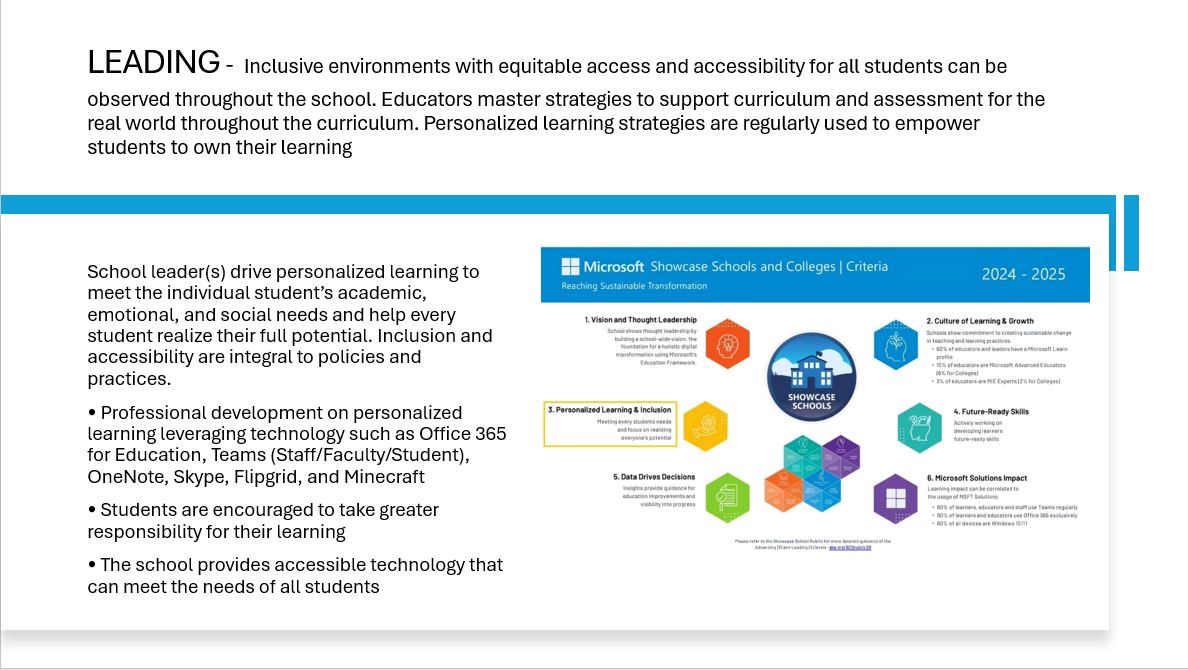 LEADING - Inclusive environments with equitable access and accessibility for all students can be
observed throughout the school. Educators master strategies to support curriculum and assessment for the
real world throughout the curriculum. Personalized learning strategies are regularly used to empower
students to own their learning
School leader(s) drive personalized learning to
meet the individual student’s academic,
emotional, and social needs and help every
student realize their full potential. Inclusion and
accessibility are integral to policies and
practices.
• Professional development on personalized
learning leveraging technology such as Office 365
for Education, Teams (Staff/Faculty/Student),
OneNote, Skype, Flipgrid, and Minecraft
• Students are encouraged to take greater
responsibility for their learning
• The school provides accessible technology that
can meet the needs of all students
Microsoft Showcase Schools and Colleges | Criteria
Reaching Sustainable Transformation
2024 - 2025
1. Vision and Thought Leadership
School shows thought leadership by
building a school-wide vision, the
foundation for a holistic digital
transformation using Microsoft's
Education Framework.
2. Culture of Learning & Growth
Schools show commitment to creating sustainable change
in teaching and learning practices.
• 60% of educators and leaders have a Microsoft Learn
profile
• 10% of educators are Microsoft Advanced Educators
(6% for Colleges)
• 3% of educators are MIE Experts (2% for Colleges)
SHOWCASE
SCHOOLS
3. Personalized Learning & Inclusion
Meeting every students needs
and focus on realizing
everyone's potential
4. Future-Ready Skills
Actively working on
developing learners
future-ready skills
5. Data Drives Decisions
Insights provide guidance for
education improvements and
visibility into progress
6. Microsoft Solutions Impact
Learning impact can be correlated to
the usage of MSFT Solutions
• 60% of learners, educators and staff use Teams regularly
• 90% of learners and educators use Office 365 exclusively
• 60% of all devices are Windows 10/11
Please refer to the Showcase School Rubric for more detailed guidance of the
Advancing (3) and Leading (4) levels -